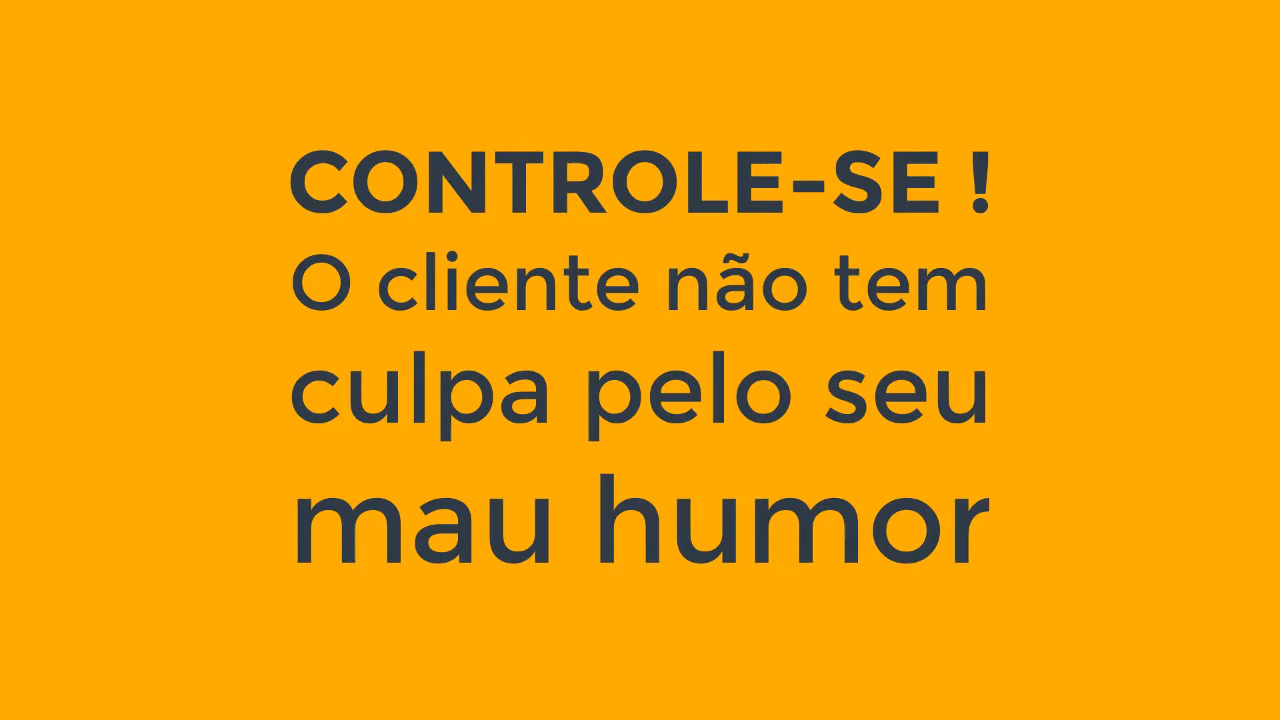 CONTROLE-SE !
O cliente não tem
culpa pelo seu
mau humor